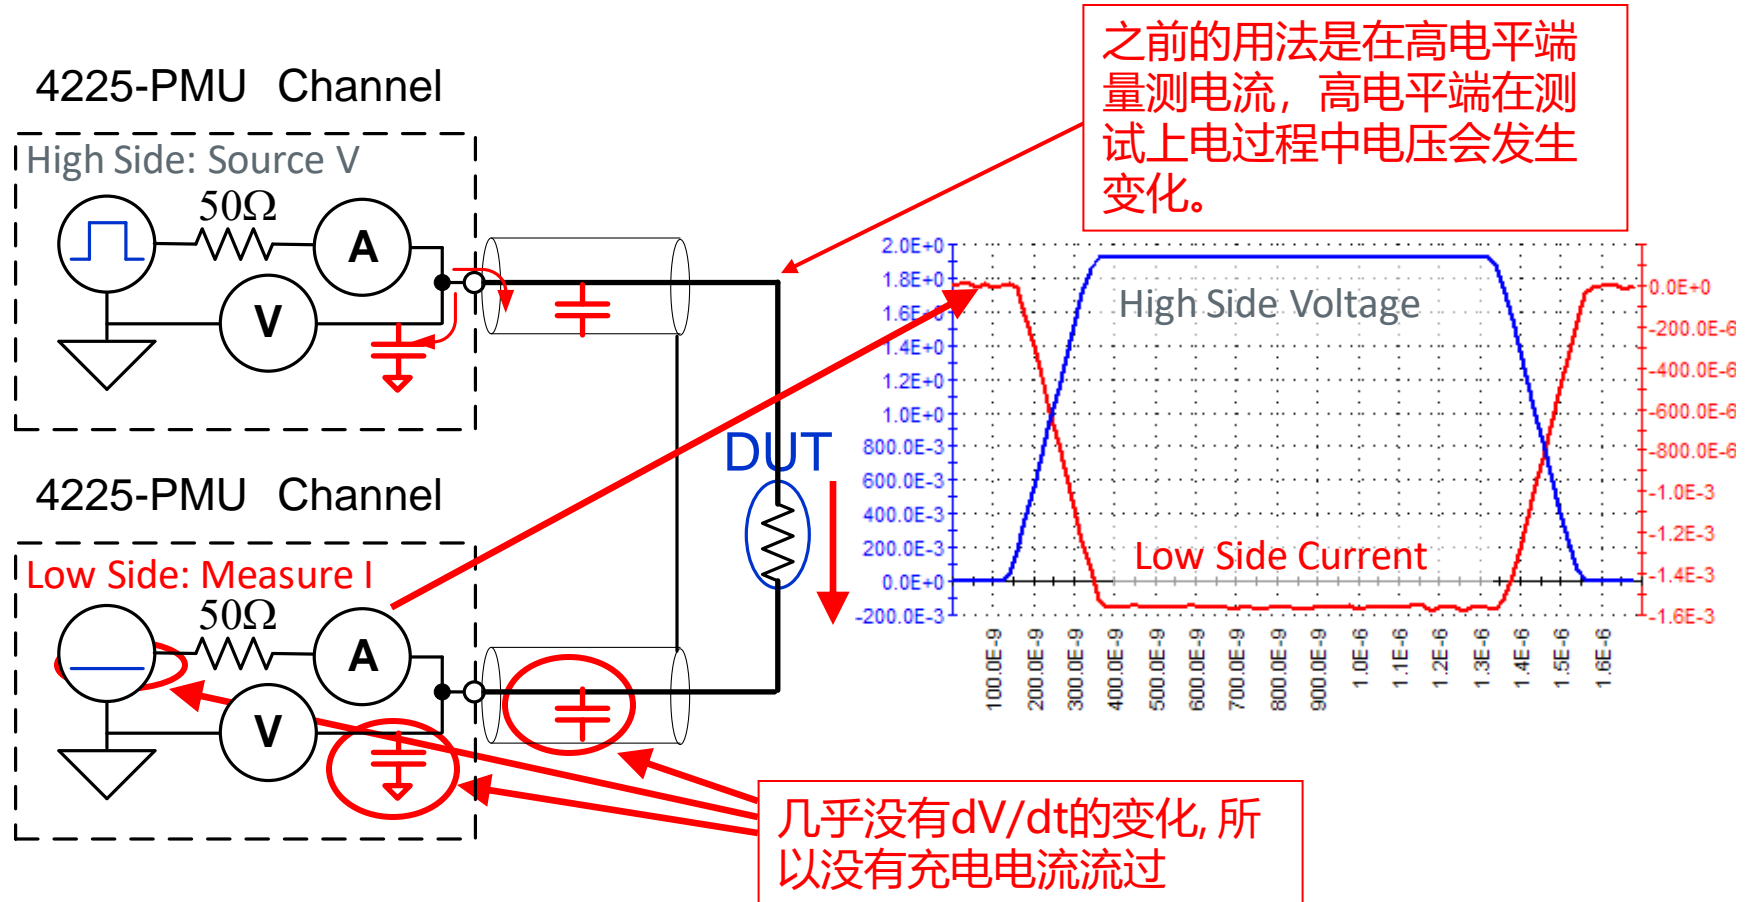 之前的用法是在高电平端
量测电流，高电平端在测
试上电过程中电压会发生
变化。
4225-PMU Channel
High Side: Source V
50Ω
A
V
4225-PMU Channel
Low Side: Measure I
50Ω
A
V
DUT
2.0E+0
1.8E+0
1.6E+0
1.4E+0
1.2E+0
1.0E+0
800.0E-3
600.0E-3
400.0E-3
200.0E-3
0.0E+0
-200.0E-3
High Side Voltage
Low Side Current
0.0E+0
-200.0E-6
-400.0E-6
-600.0E-6
-800.0E-6
-1.0E-3
-1.2E-3
-1.4E-3
-1.6E-3
100.0E-9
200.0E-9
300.0E-9
400.0E-9
500.0E-9
600.0E-9
700.0E-9
800.0E-9
900.0E-9
1.0E-6
1.1E-6
1.2E-6
1.3E-6
1.4E-6
1.5E-6
1.6E-6
几乎没有dV/dt的变化, 所
以没有充电电流流过